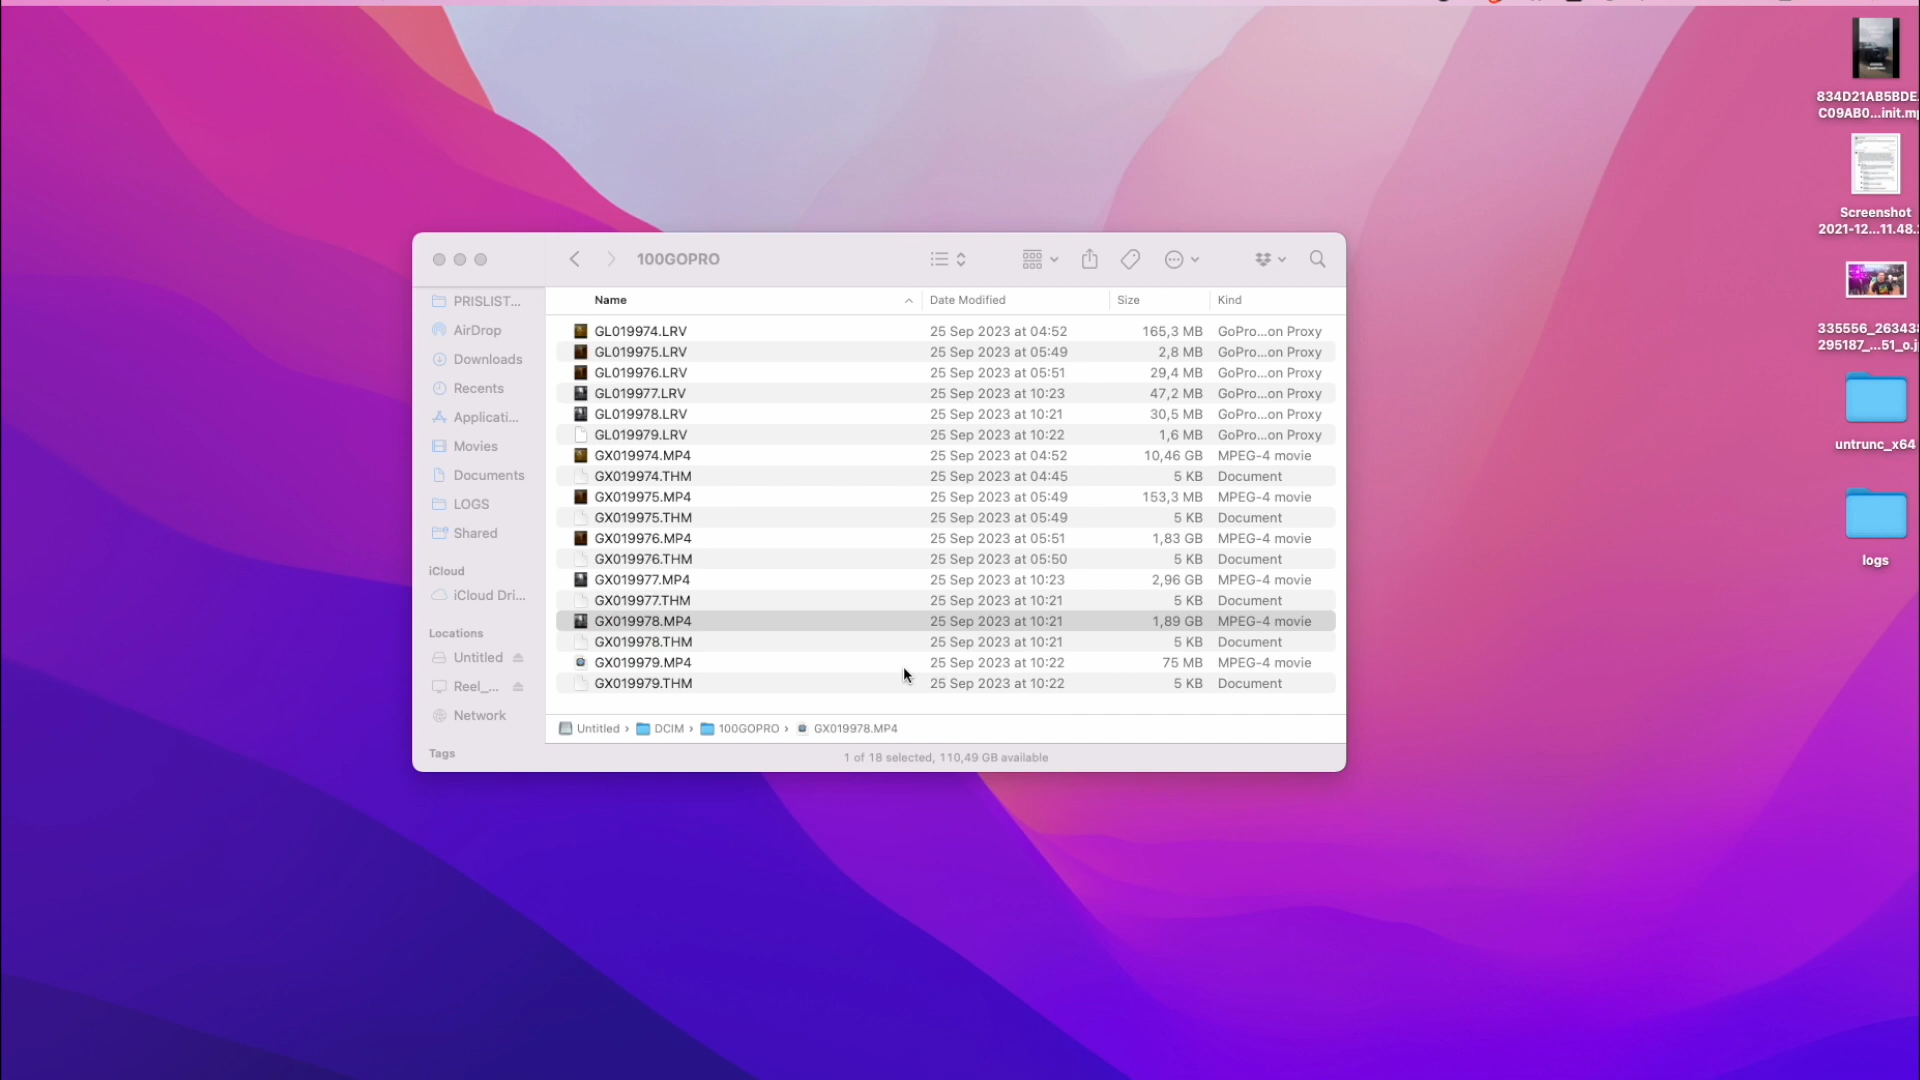 834D21AB5BDE
C09AB0...init.m
Screenshot
2021-12...11.48.
335556_26343
295187_...51_o.j
untrunc_x64
logs
100GOPRO
PRISLIST...
AirDrop
Downloads
Recents
Applicati...
Movies
Documents
LOGS
Shared
iCloud
iCloud Dri...
Locations
Untitled
Reel_...
Network
Tags
Name Date Modified Size Kind
GL019974.LRV 25 Sep 2023 at 04:52 165,3 MB GoPro...on Proxy
GL019975.LRV 25 Sep 2023 at 05:49 2,8 MB GoPro...on Proxy
GL019976.LRV 25 Sep 2023 at 05:51 29,4 MB GoPro...on Proxy
GL019977.LRV 25 Sep 2023 at 10:23 47,2 MB GoPro...on Proxy
GL019978.LRV 25 Sep 2023 at 10:21 30,5 MB GoPro...on Proxy
GL019979.LRV 25 Sep 2023 at 10:22 1,6 MB GoPro...on Proxy
GX019974.MP4 25 Sep 2023 at 04:52 10,46 GB MPEG-4 movie
GX019974.THM 25 Sep 2023 at 04:45 5 KB Document
GX019975.MP4 25 Sep 2023 at 05:49 153,3 MB MPEG-4 movie
GX019975.THM 25 Sep 2023 at 05:49 5 KB Document
GX019976.MP4 25 Sep 2023 at 05:51 1,83 GB MPEG-4 movie
GX019976.THM 25 Sep 2023 at 05:50 5 KB Document
GX019977.MP4 25 Sep 2023 at 10:23 2,96 GB MPEG-4 movie
GX019977.THM 25 Sep 2023 at 10:21 5 KB Document
GX019978.MP4 25 Sep 2023 at 10:21 1,89 GB MPEG-4 movie
GX019978.THM 25 Sep 2023 at 10:21 5 KB Document
GX019979.MP4 25 Sep 2023 at 10:22 75 MB MPEG-4 movie
GX019979.THM 25 Sep 2023 at 10:22 5 KB Document
Untitled › DCIM › 100GOPRO › GX019978.MP4
1 of 18 selected, 110,49 GB available